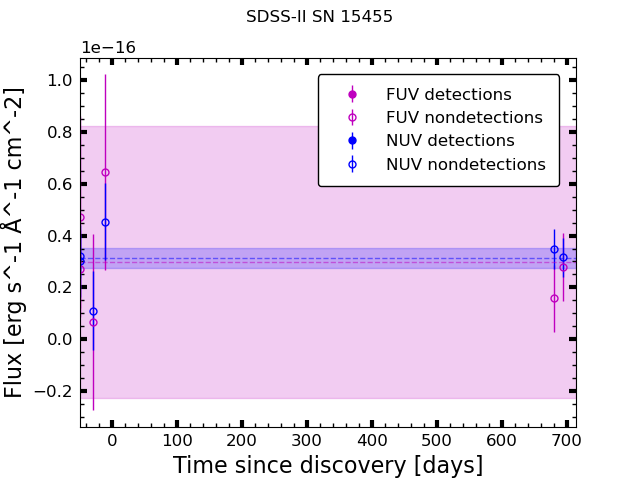 SDSS-II SN 15455
1e−16
FUV detections
FUV nondetections
NUV detections
NUV nondetections
1.0
0.8
0.6
0.4
0.2
0.0
−0.2
Flux [erg s^-1 Å^-1 cm^-2]
0 100 200 300 400 500 600 700
Time since discovery [days]